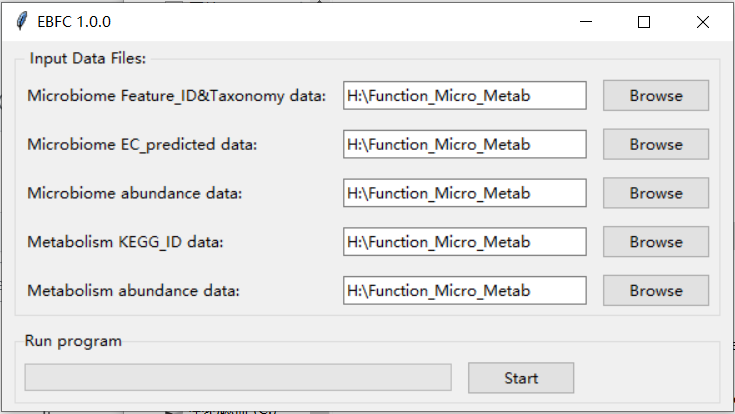 EBFC 1.0.0
Input Data Files:
Microbiome Feature_ID&Taxonomy data: H:\Function_Micro_Metab Browse
Microbiome EC_predicted data: H:\Function_Micro_Metab Browse
Microbiome abundance data: H:\Function_Micro_Metab Browse
Metabolism KEGG_ID data: H:\Function_Micro_Metab Browse
Metabolism abundance data: H:\Function_Micro_Metab Browse
Run program
Start